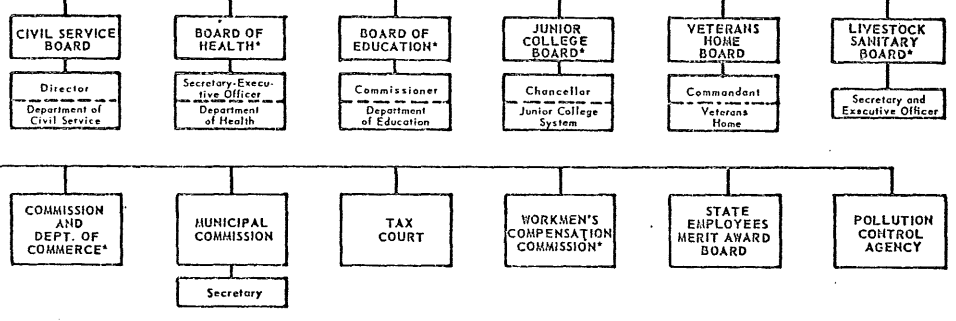 CIVIL SERVICE
BOARD
BOARD OF
HEALTH*
BOARD OF
EDUCATION*
JUNIOR
COLLEGE
BOARD*
VETERANS
HOME
BOARD
LIVESTOCK
SANITARY
BOARD*
Director
Department of
Civil Service
Secretary-Execu-
tive Officer
Department
of Health
Commissioner
Department
of Education
Chancellor
Junior College
System
Commandant
Veterans
Home
Secretary and
Executive Officer
COMMISSION
AND
DEPT. OF
COMMERCE*
MUNICIPAL
COMMISSION
TAX
COURT
WORKMEN'S
COMPENSATION
COMMISSION*
STATE
EMPLOYEES
MERIT AWARD
BOARD
POLLUTION
CONTROL
AGENCY
Secretary